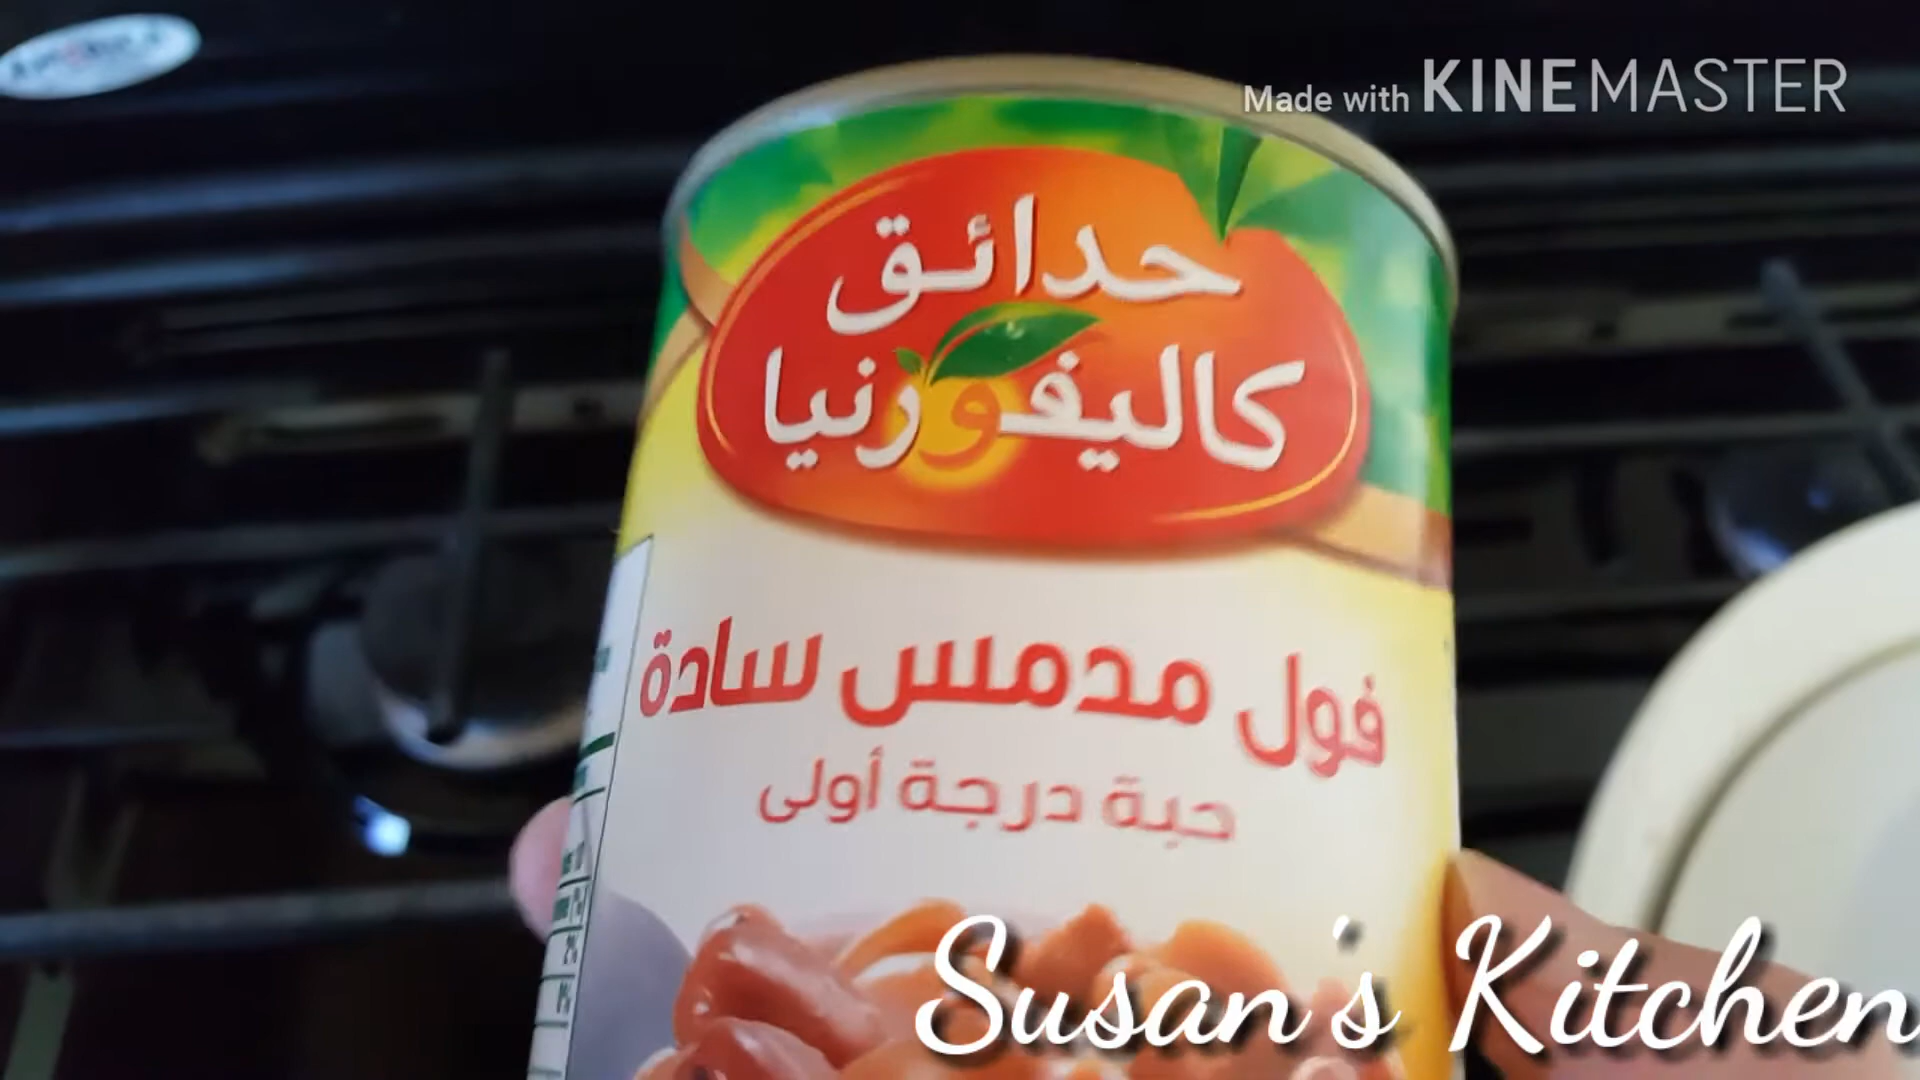 Made with KINEMASTER
حدائق
كاليفورنيا
فول مدمس سادة
حبة درجة أولى
Susan's Kitchen